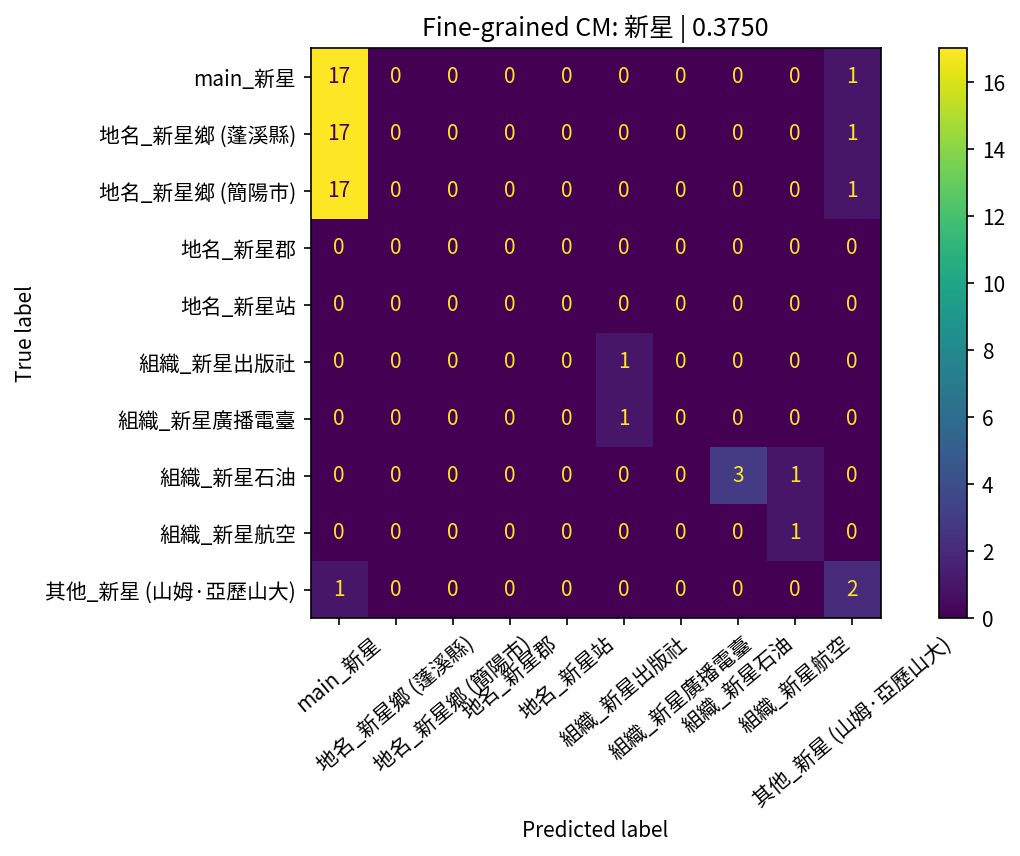 Fine-grained CM: 新星 | 0.3750
True label
main_新星 17 0 0 0 0 0 0 0 0 1
地名_新星鄉 (蓬溪縣) 17 0 0 0 0 0 0 0 0 1
地名_新星鄉 (簡陽市) 17 0 0 0 0 0 0 0 0 1
地名_新星郡 0 0 0 0 0 0 0 0 0 0
地名_新星站 0 0 0 0 0 0 0 0 0 0
組織_新星出版社 0 0 0 0 0 1 0 0 0 0
組織_新星廣播電臺 0 0 0 0 0 1 0 0 0 0
組織_新星石油 0 0 0 0 0 0 0 3 1 0
組織_新星航空 0 0 0 0 0 0 0 0 1 0
其他_新星 (山姆·亞歷山大) 1 0 0 0 0 0 0 0 0 2
main_新星
地名_新星鄉 (蓬溪縣)
地名_新星鄉 (簡陽市)
地名_新星郡
地名_新星站
組織_新星出版社
組織_新星廣播電臺
組織_新星石油
組織_新星航空
其他_新星 (山姆·亞歷山大)
Predicted label
16
14
12
10
8
6
4
2
0